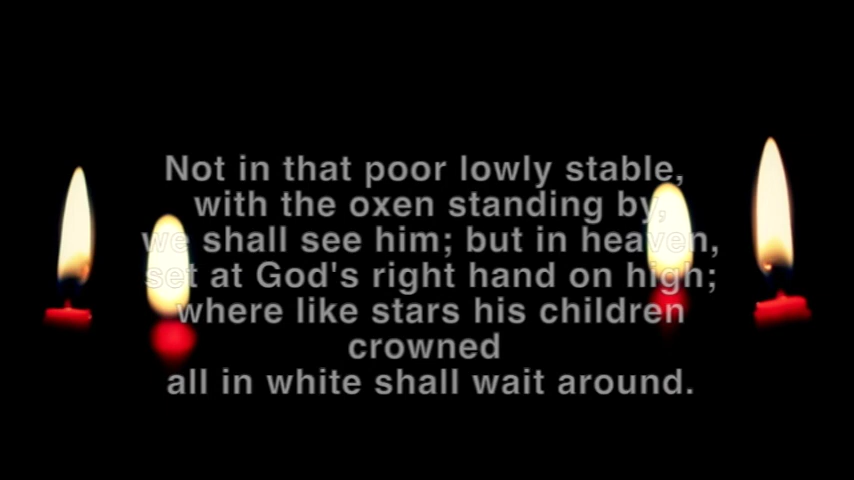 Not in that poor lowly stable,
with the oxen standing by,
we shall see him; but in heaven,
set at God's right hand on high;
where like stars his children
crowned
all in white shall wait around.